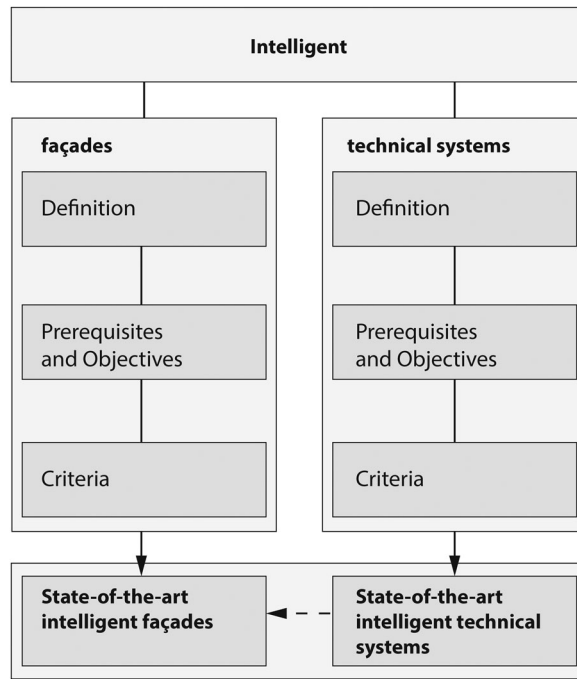 Intelligent
façades
Definition
Prerequisites
and Objectives
Criteria
technical systems
Definition
Prerequisites
and Objectives
Criteria
State-of-the-art
intelligent façades
State-of-the-art
intelligent technical
systems